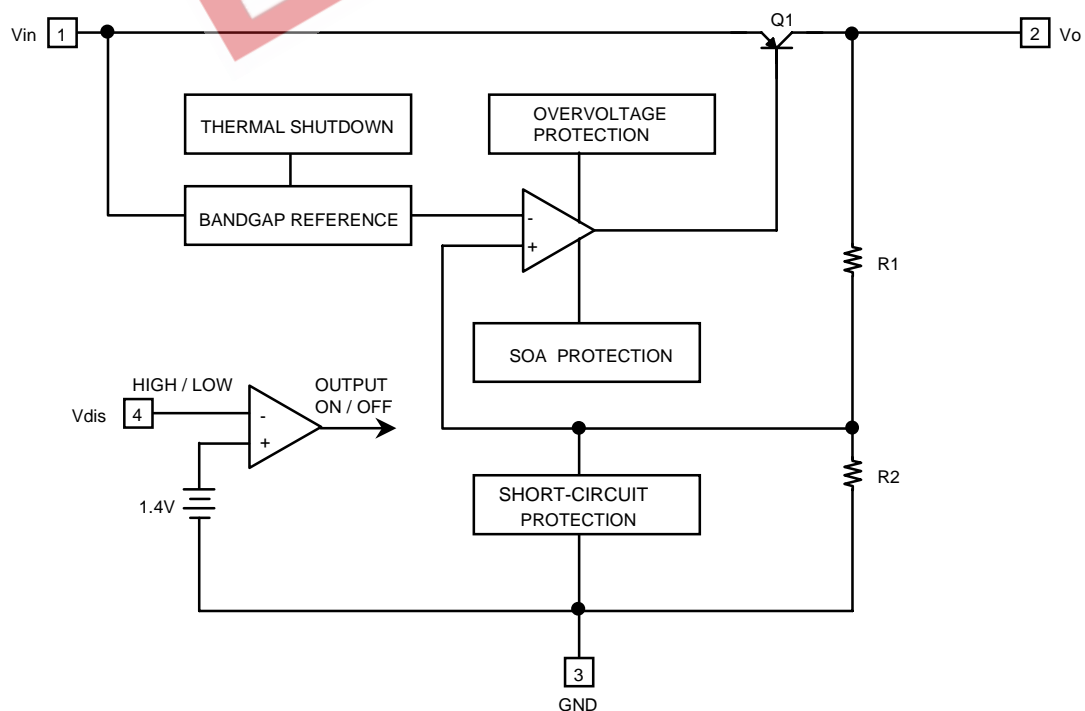 Q1
Vin 1
2 Vo
THERMAL SHUTDOWN
OVERVOLTAGE
PROTECTION
BANDGAP REFERENCE
-
+
R1
SOA PROTECTION
HIGH / LOW
OUTPUT
ON / OFF
Vdis 4
-
+
1.4V
SHORT-CIRCUIT
PROTECTION
R2
3
GND